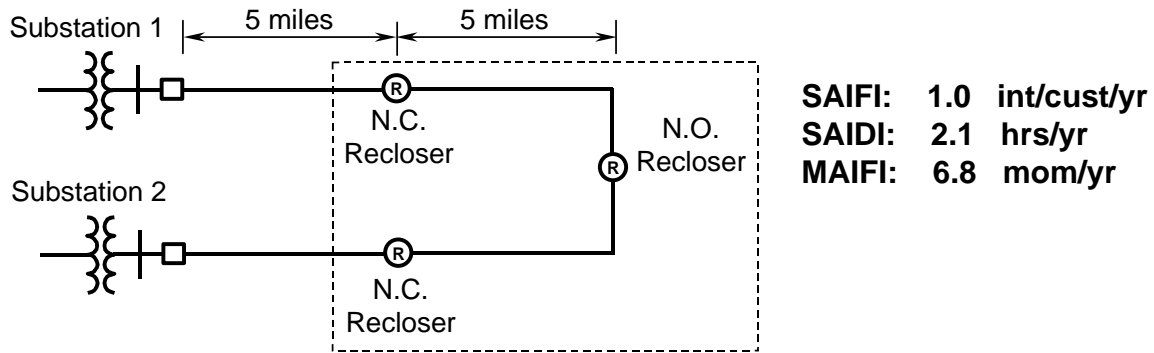 5 miles
5 miles
Substation 1
R
N.C.
Recloser
N.O.
Recloser
R
Substation 2
R
N.C.
Recloser
SAIFI: 1.0 int/cust/yr
SAIDI: 2.1 hrs/yr
MAIFI: 6.8 mom/yr